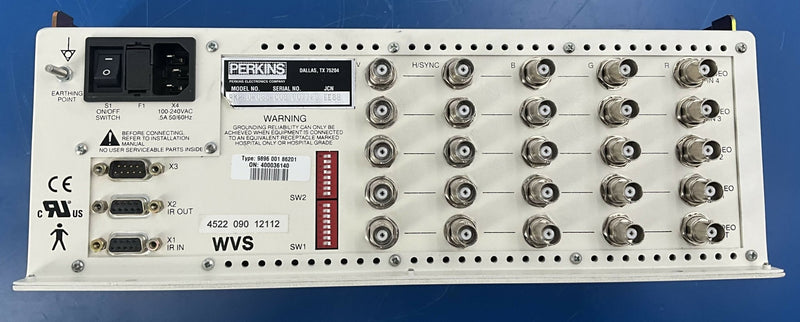 EARTHING
POINT
S1
ON/OFF
SWITCH
F1
X4
100-240VAC
.5A 50/60Hz
BEFORE CONNECTING,
REFER TO INSTALLATION
MANUAL
NO USER SERVICEABLE PARTS INSIDE
PERKINS
PERKINS ELECTRONICS COMPANY
DALLAS, TX 75204
MODEL NO. SERIAL NO. JCN
WARNING
GROUNDING RELIABILITY CAN ONLY BE
ACHIEVED WHEN EQUIPMENT IS CONNECTED
TO AN EQUIVALENT RECEPTACLE MARKED
HOSPITAL ONLY OR HOSPITAL GRADE
Type: 9896 001 86201
ON: 400036140
SW2
SW1
4522 090 12112
WVS
X3
X2
IR OUT
X1
IR IN
CE
C US
V H/SYNC B G R